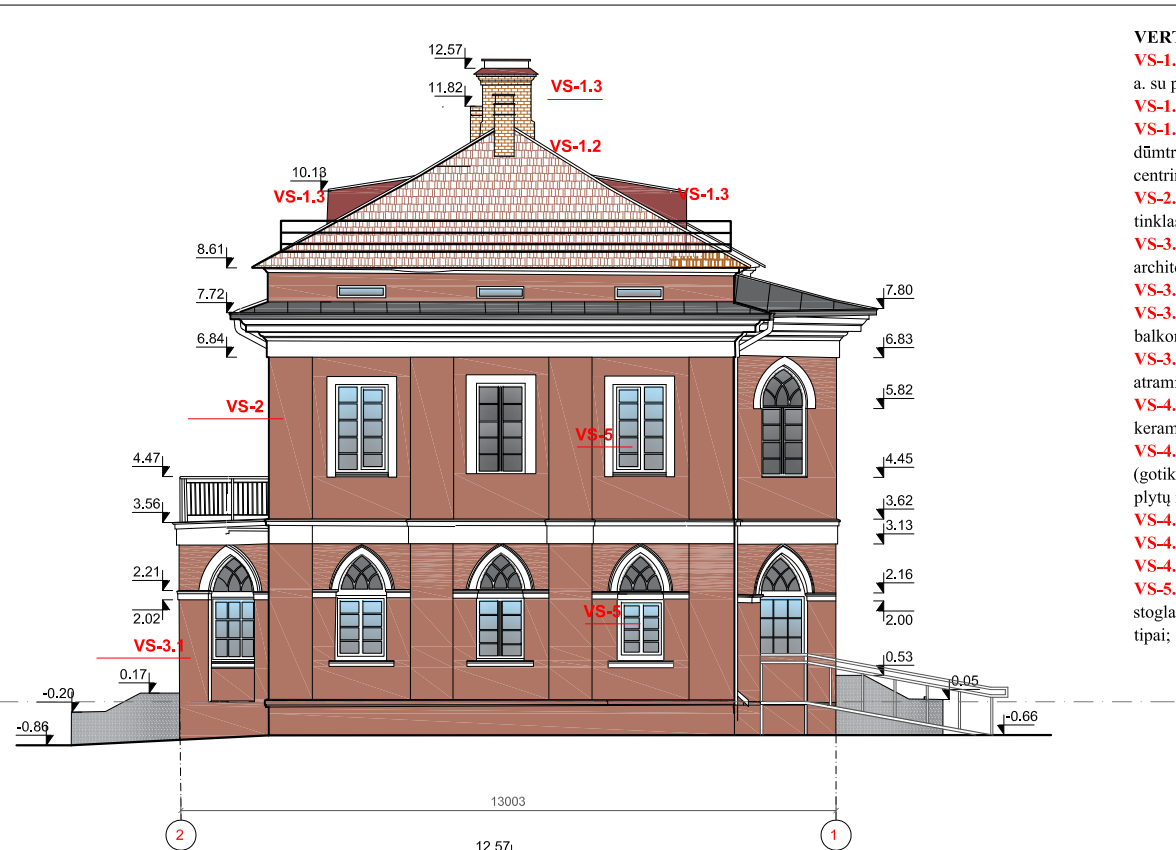 VERT
VS-1.
a. su p
VS-1.
VS-1.
dūmtr
centrin
VS-2.
tinklas
VS-3.
archite
VS-3.
VS-3.
balkon
VS-3.
atrami
VS-4.
keram
VS-4.
(gotik
plytų
VS-4.
VS-4.
VS-4.
VS-5.
stogla
tipai;
12.57
VS-1.3
11.82
VS-1.2
10.13
VS-1.3
VS-1.3
8.61
7.72
7.80
6.84
6.83
5.82
VS-2
VS-5
4.47
4.45
3.56
3.62
3.13
2.21
2.16
2.02
VS-5
2.00
VS-3.1
0.53
0.17
0.05
-0.20
-0.86
-0.66
13003
2
1
12.57